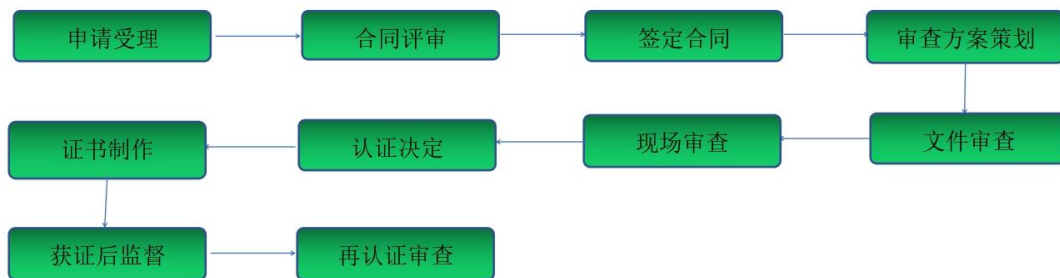 申请受理
合同评审
签定合同
审查方案策划
文件审查
现场审查
认证决定
证书制作
获证后监督
再认证审查